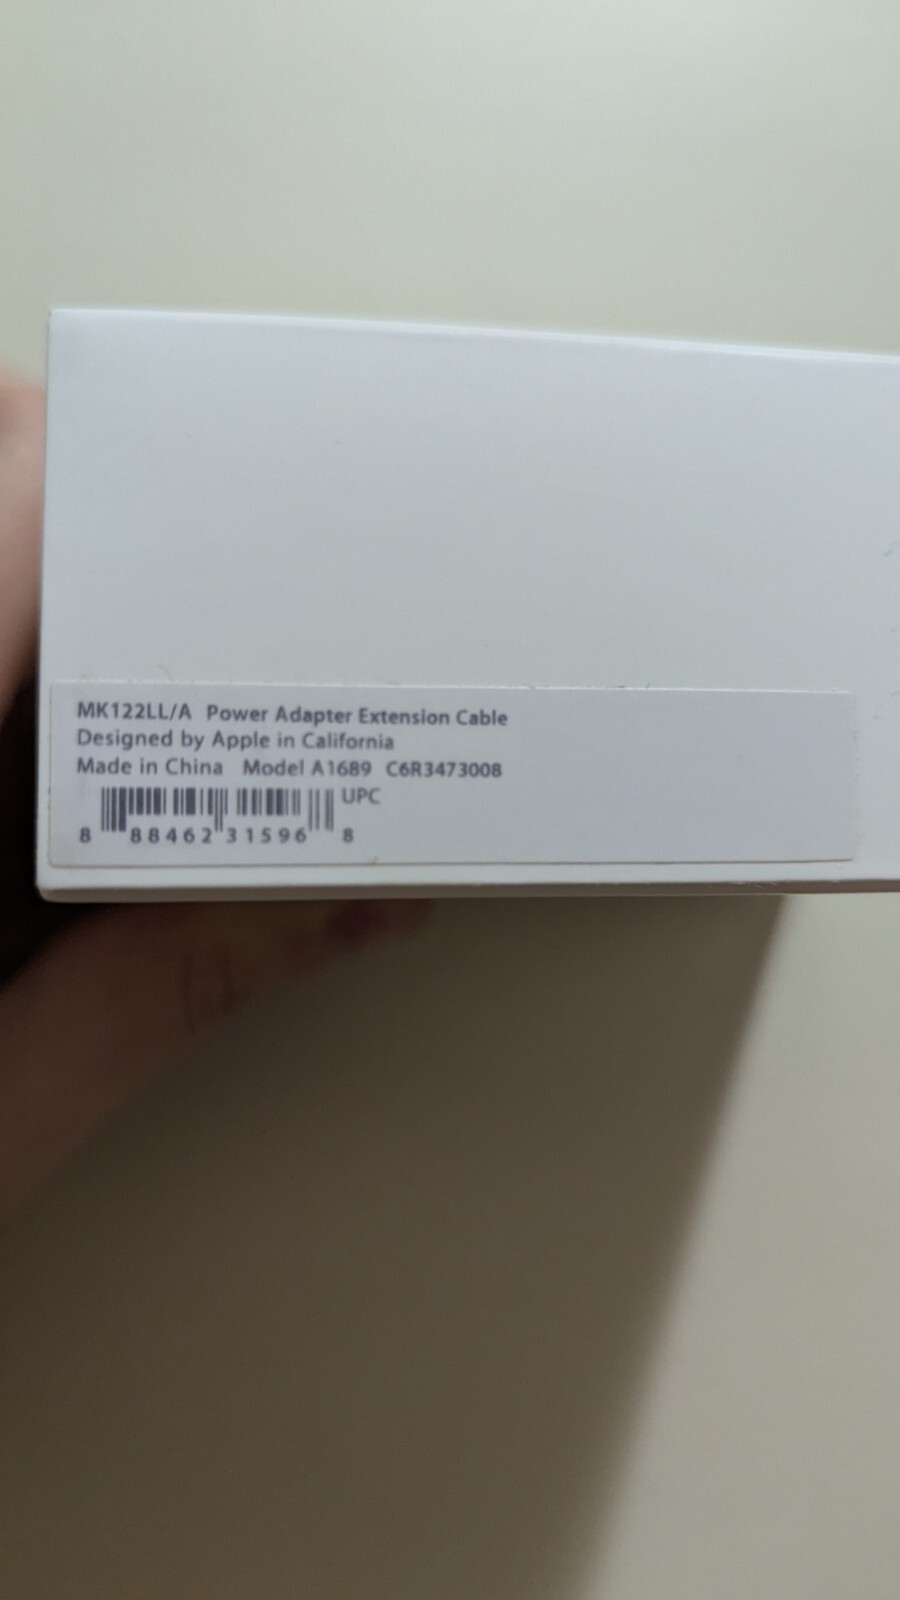 MK122LL/A Power Adapter Extension Cable
Designed by Apple in California
Made in China Model A1689 C6R3473008
UPC
8 88462 31596 8